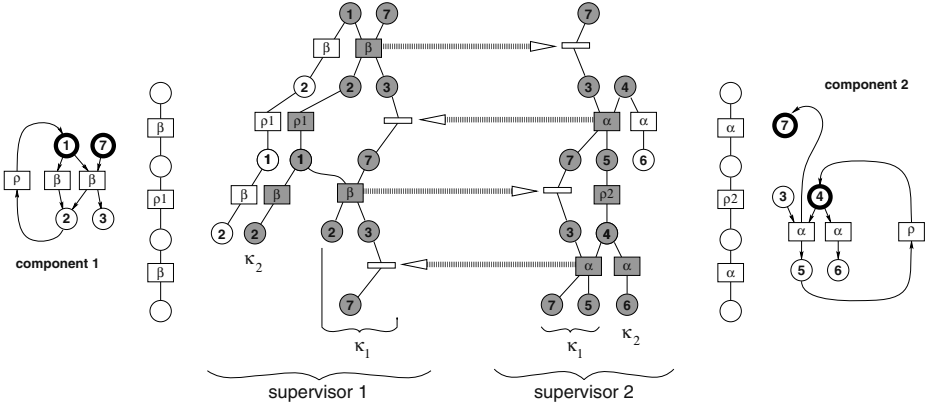 1 7 7
β β
2 2 3 3 4
component 2
β α
7
ρ1 ρ1 α α
1 7
ρ β β 1 1 7 7 5 6
3 4
ρ1 β β β ρ2 ρ2
α α ρ
2 3
2 2 2 3 3 4
component 1
κ2
5 6
β α α α
7 7 5 6
κ1 κ1 κ2
supervisor 1 supervisor 2